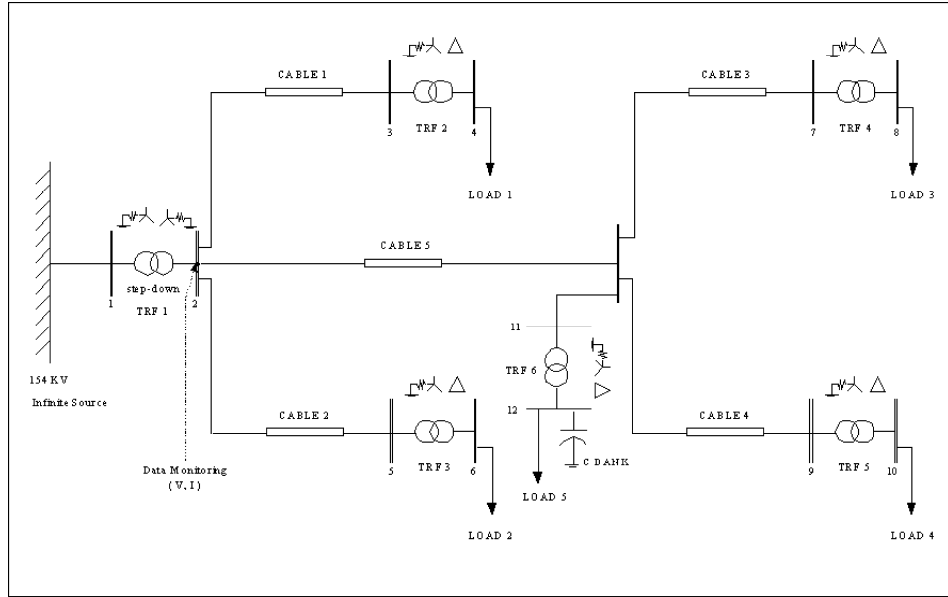 CABLE 1
3
TRF 2
4
LOAD 1
CABLE 3
7
TRF 4
8
LOAD 3
CABLE 5
1
step-down
TRF 1
2
154 KV
Infinite Source
11
TRF 6
12
C DANK
LOAD 5
CABLE 2
5
TRF 3
6
LOAD 2
Data Monitoring
( V, I )
CABLE 4
9
TRF 5
10
LOAD 4